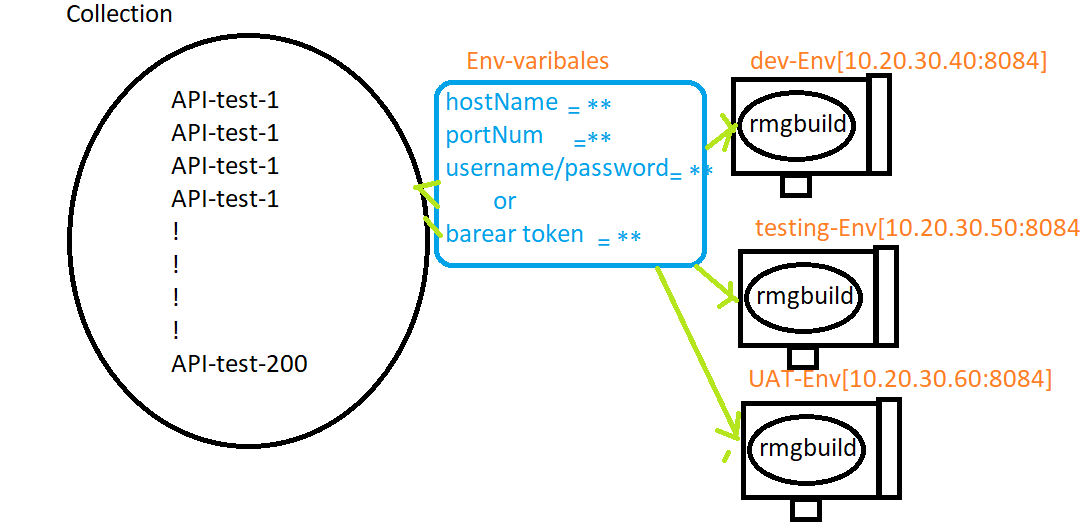 Collection
API-test-1
API-test-1
API-test-1
API-test-1
!
!
!
!
API-test-200
Env-varibales
hostName = **
portNum =**
username/password= **
or
barear token = **
dev-Env[10.20.30.40:8084]
rmgbuild
testing-Env[10.20.30.50:8084
rmgbuild
UAT-Env[10.20.30.60:8084]
rmgbuild